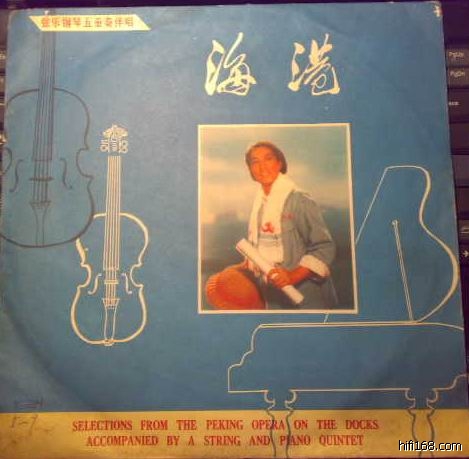 弦乐钢琴五重奏伴唱
海港
SELECTIONS FROM THE PEKING OPERA ON THE DOCKS
ACCOMPANIED BY A STRING AND PIANO QUINTET
hifi168.com